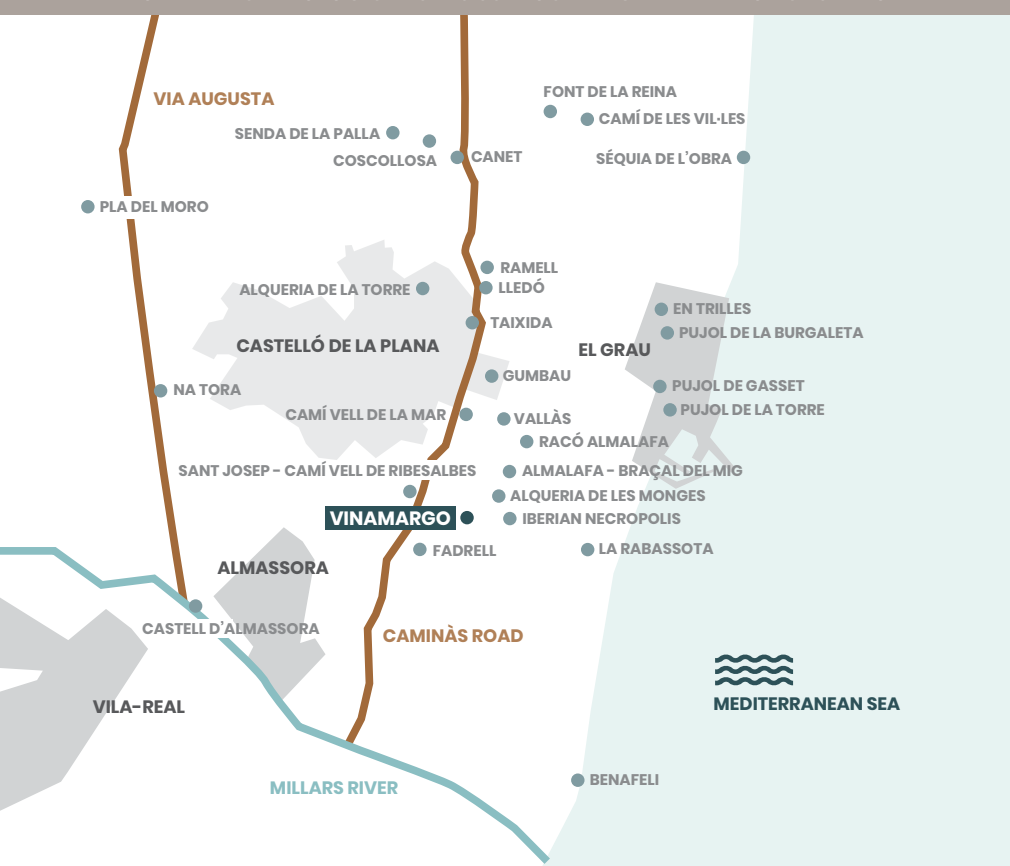 FONT DE LA REINA
VIA AUGUSTA
CAMÍ DE LES VIL·LES
SENDA DE LA PALLA
COSCOLLOSA
CANET
SÉQUIA DE L'OBRA
PLA DEL MORO
RAMELL
ALQUERIA DE LA TORRE
LLEDÓ
EN TRILLES
TAIXIDA
PUJOL DE LA BURGALETA
CASTELLÓ DE LA PLANA
EL GRAU
GUMBAU
PUJOL DE GASSET
NA TORA
PUJOL DE LA TORRE
CAMÍ VELL DE LA MAR
VALLÀS
RACÓ ALMALAFA
SANT JOSEP - CAMÍ VELL DE RIBESALBES
ALMALAFA - BRAÇAL DEL MIG
ALQUERIA DE LES MONGES
VINAMARGO
IBERIAN NECROPOLIS
FADRELL
LA RABASSOTA
ALMASSORA
CASTELL D'ALMASSORA
CAMINÀS ROAD
VILA-REAL
MEDITERRANEAN SEA
BENAFELI
MILLARS RIVER